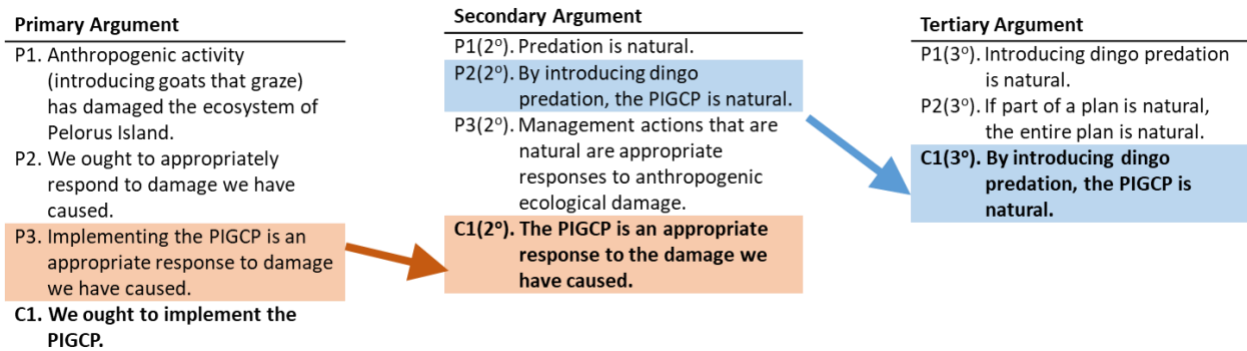 Primary Argument
P1. Anthropogenic activity
(introducing goats that graze)
has damaged the ecosystem of
Pelorus Island.
P2. We ought to appropriately
respond to damage we have
caused.
P3. Implementing the PIGCP is an
appropriate response to damage
we have caused.
C1. We ought to implement the
PIGCP.
Secondary Argument
P1(2º). Predation is natural.
P2(2º). By introducing dingo
predation, the PIGCP is natural.
P3(2º). Management actions that are
natural are appropriate
responses to anthropogenic
ecological damage.
C1(2º). The PIGCP is an appropriate
response to the damage we
have caused.
Tertiary Argument
P1(3º). Introducing dingo predation
is natural.
P2(3º). If part of a plan is natural,
the entire plan is natural.
C1(3º). By introducing dingo
predation, the PIGCP is
natural.